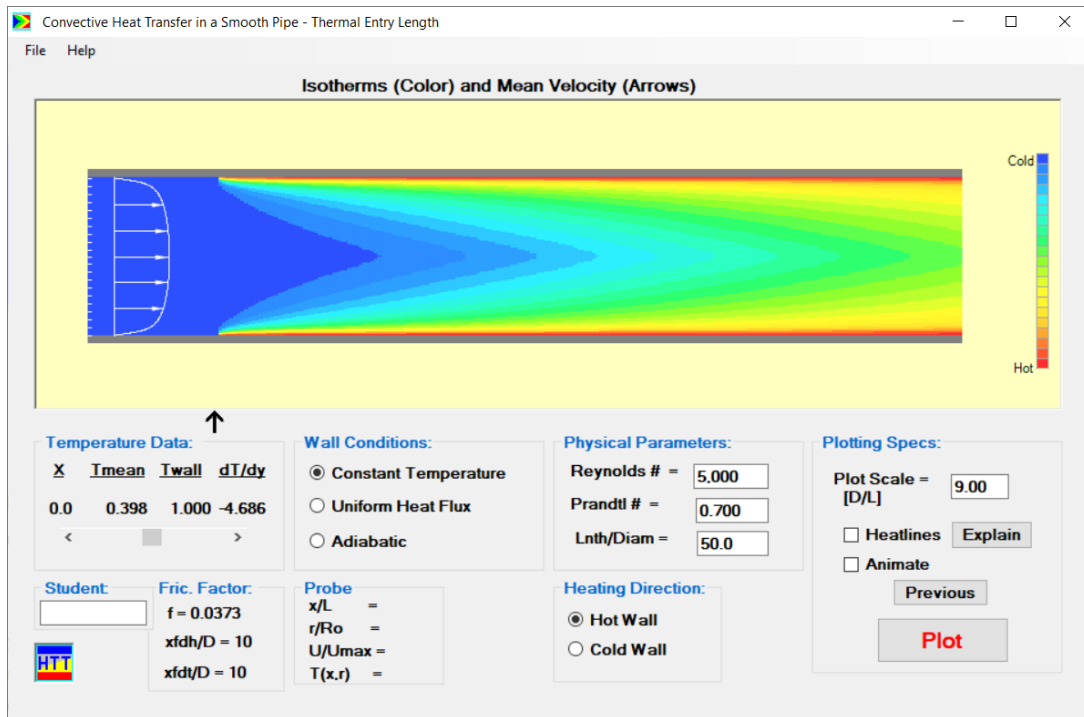 Convective Heat Transfer in a Smooth Pipe - Thermal Entry Length
File Help
Isotherms (Color) and Mean Velocity (Arrows)
Cold
Hot
Temperature Data:
X Tmean Twall dT/dy
0.0 0.398 1.000 -4.686
Wall Conditions:
Constant Temperature
Uniform Heat Flux
Adiabatic
Physical Parameters:
Reynolds # = 5.000
Prandtl # = 0.700
Lnth/Diam = 50.0
Plotting Specs:
Plot Scale = 9.00
[D/L]
Heatlines Explain
Animate
Previous
Plot
Student:
Fric. Factor:
f = 0.0373
xfdh/D = 10
xfdt/D = 10
Probe
x/L =
r/Ro =
U/Umax =
T(x,r) =
Heating Direction:
Hot Wall
Cold Wall
HTT